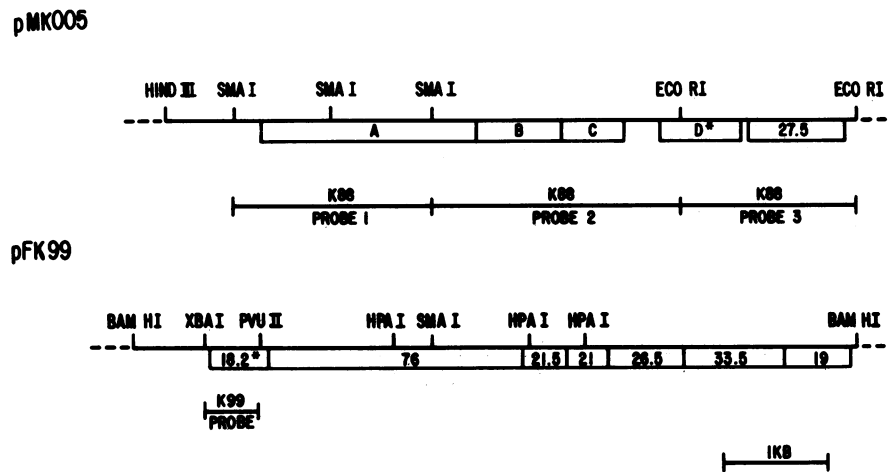 pMK005
HIND III SMA I SMA I SMA I ECO RI ECO RI
A B C D* 27.5
K88 K88 K88
PROBE 1 PROBE 2 PROBE 3
pFK99
BAM HI XBA I PVU II HPA I SMA I HPA I HPA I BAM HI
18.2* 76 21.5 21 26.5 33.5 19
K99
PROBE
1KB